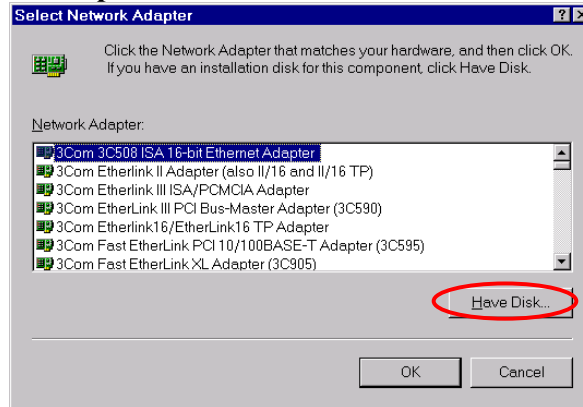 Select Network Adapter
Click the Network Adapter that matches your hardware, and then click OK.
If you have an installation disk for this component, click Have Disk.
Network Adapter:
3Com 3C508 ISA 16-bit Ethernet Adapter
3Com Etherlink II Adapter (also II/16 and II/16 TP)
3Com Etherlink III ISA/PCMCIA Adapter
3Com EtherLink III PCI Bus-Master Adapter (3C590)
3Com Etherlink16/EtherLink16 TP Adapter
3Com Fast EtherLink PCI 10/100BASE-T Adapter (3C595)
3Com Fast EtherLink XL Adapter (3C905)
Have Disk...
OK Cancel